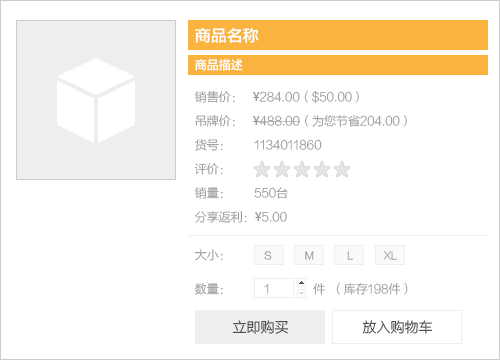 商品名称
商品描述
销售价： ¥284.00 ( $50.00 )
吊牌价： ¥488.00 ( 为您节省204.00 )
货号： 1134011860
评价：
销量： 550台
分享返利： ¥5.00
大小： S M L XL
数量： 1 件 （ 库存198件 ）
立即购买 放入购物车